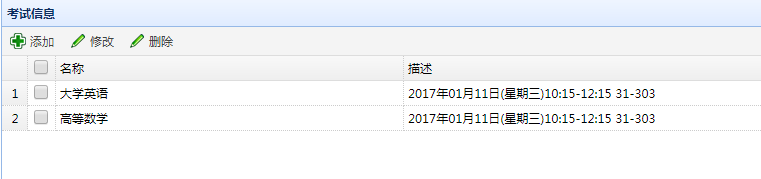 考试信息
添加 修改 删除
名称 描述
1 大学英语 2017年01月11日(星期三)10:15-12:15 31-303
2 高等数学 2017年01月11日(星期三)10:15-12:15 31-303